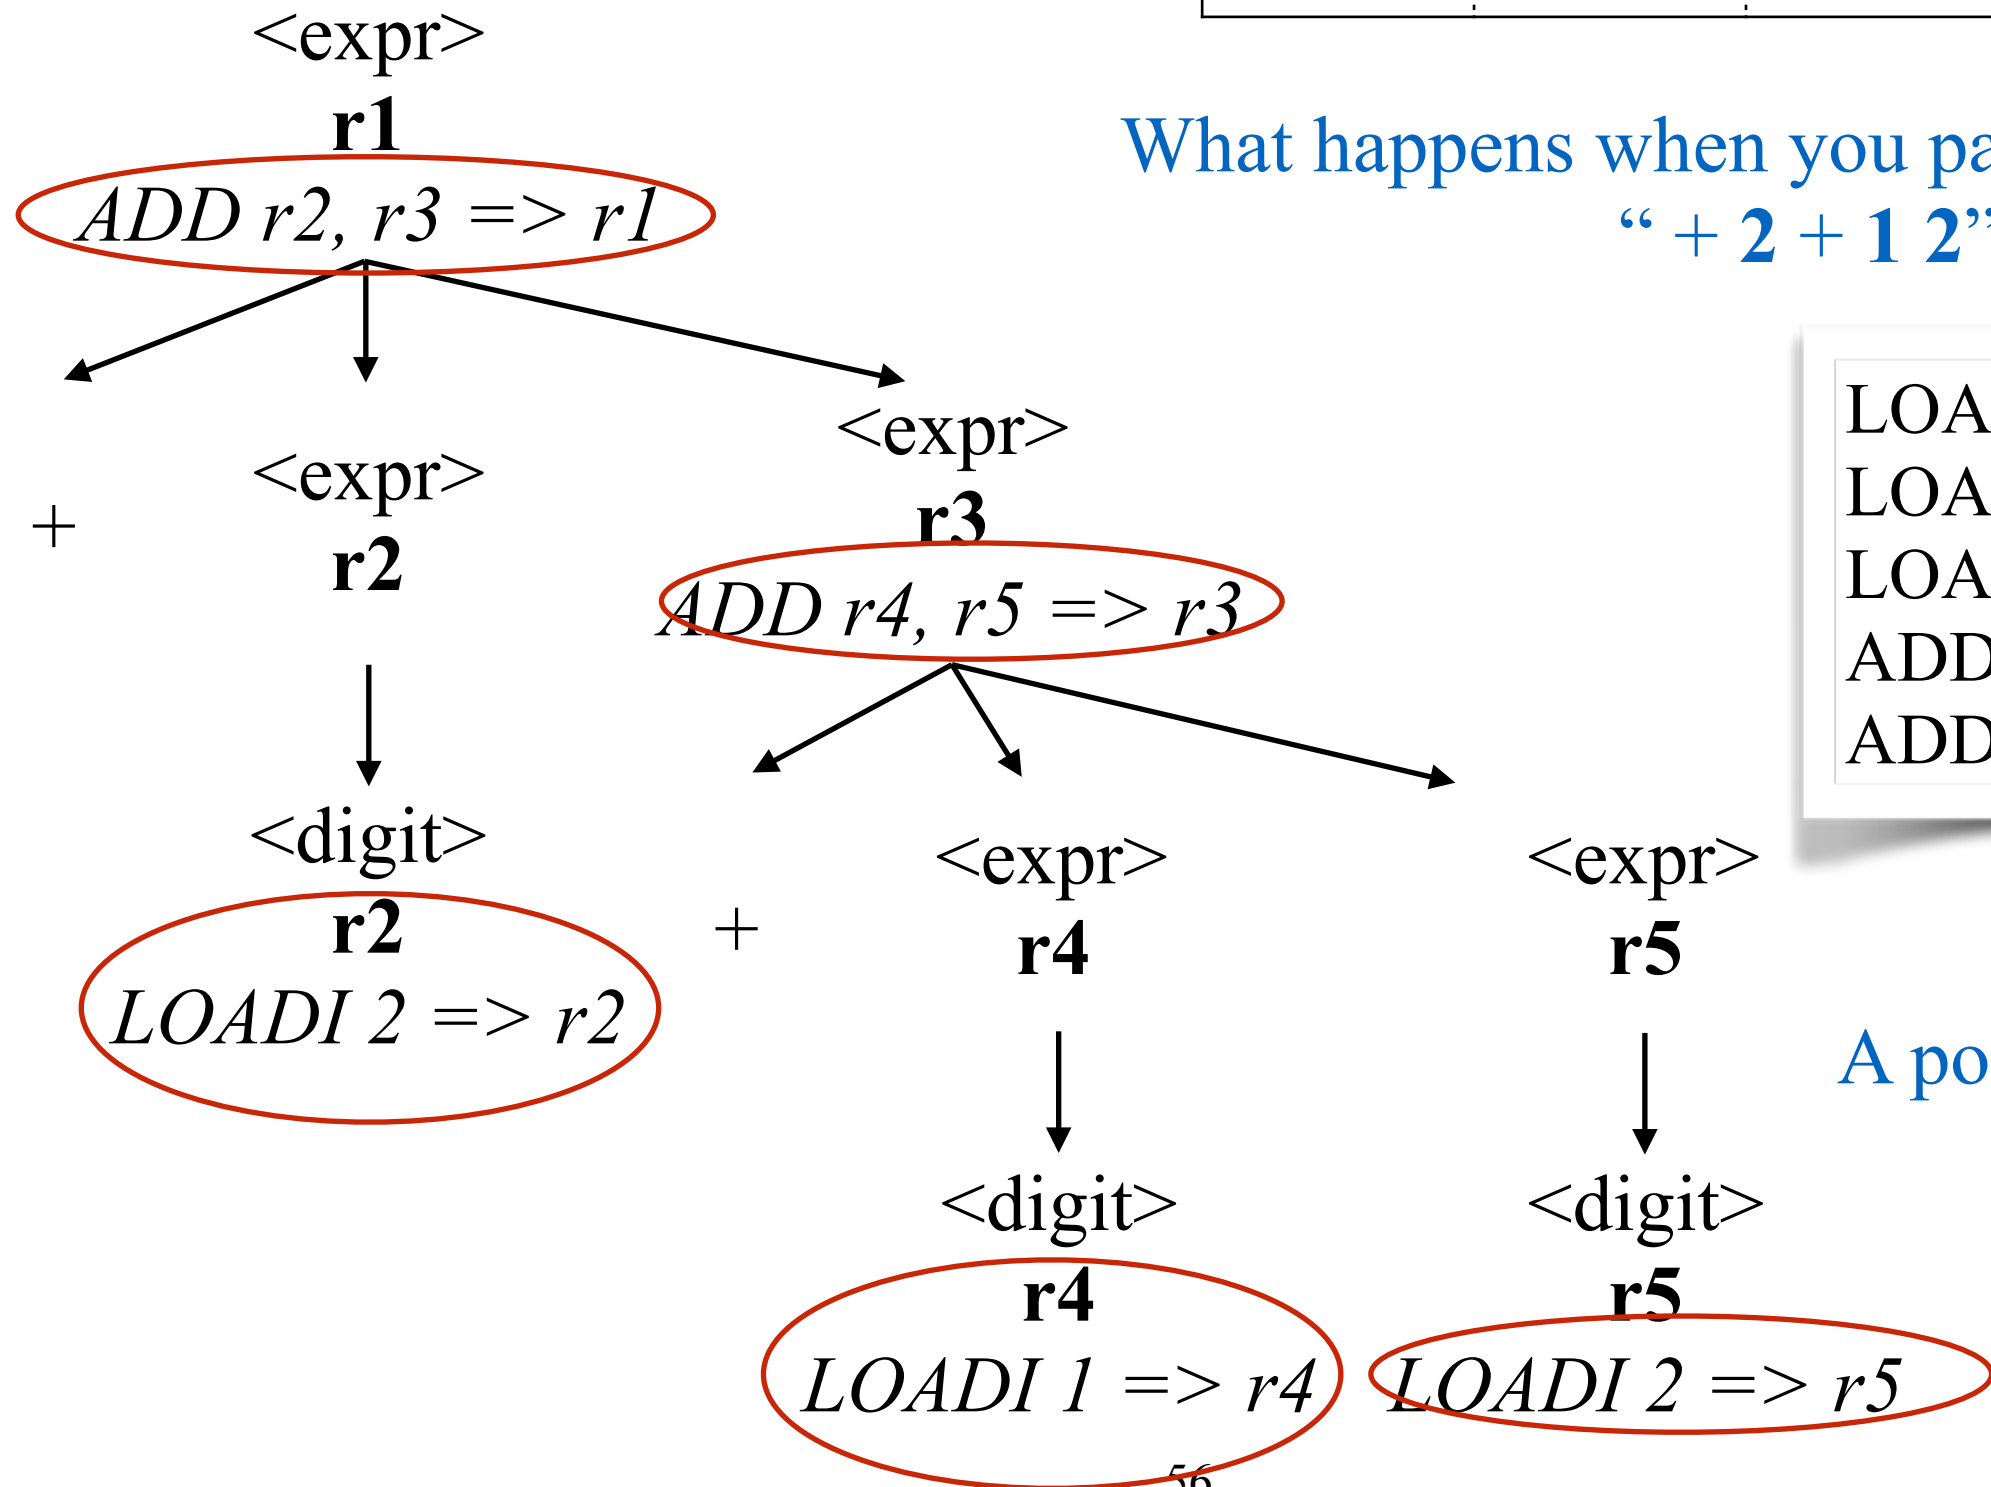 <expr>
r1
ADD r2, r3 => r1
What happens when you pa
“ + 2 + 1 2”
LOA
LOA
LOA
ADD
ADD
<expr>
r3
ADD r4, r5 => r3
+
<expr>
r2
<digit>
r2
LOADI 2 => r2
+
<expr>
r4
<expr>
r5
A po
<digit>
r4
LOADI 1 => r4
<digit>
r5
LOADI 2 => r5
56